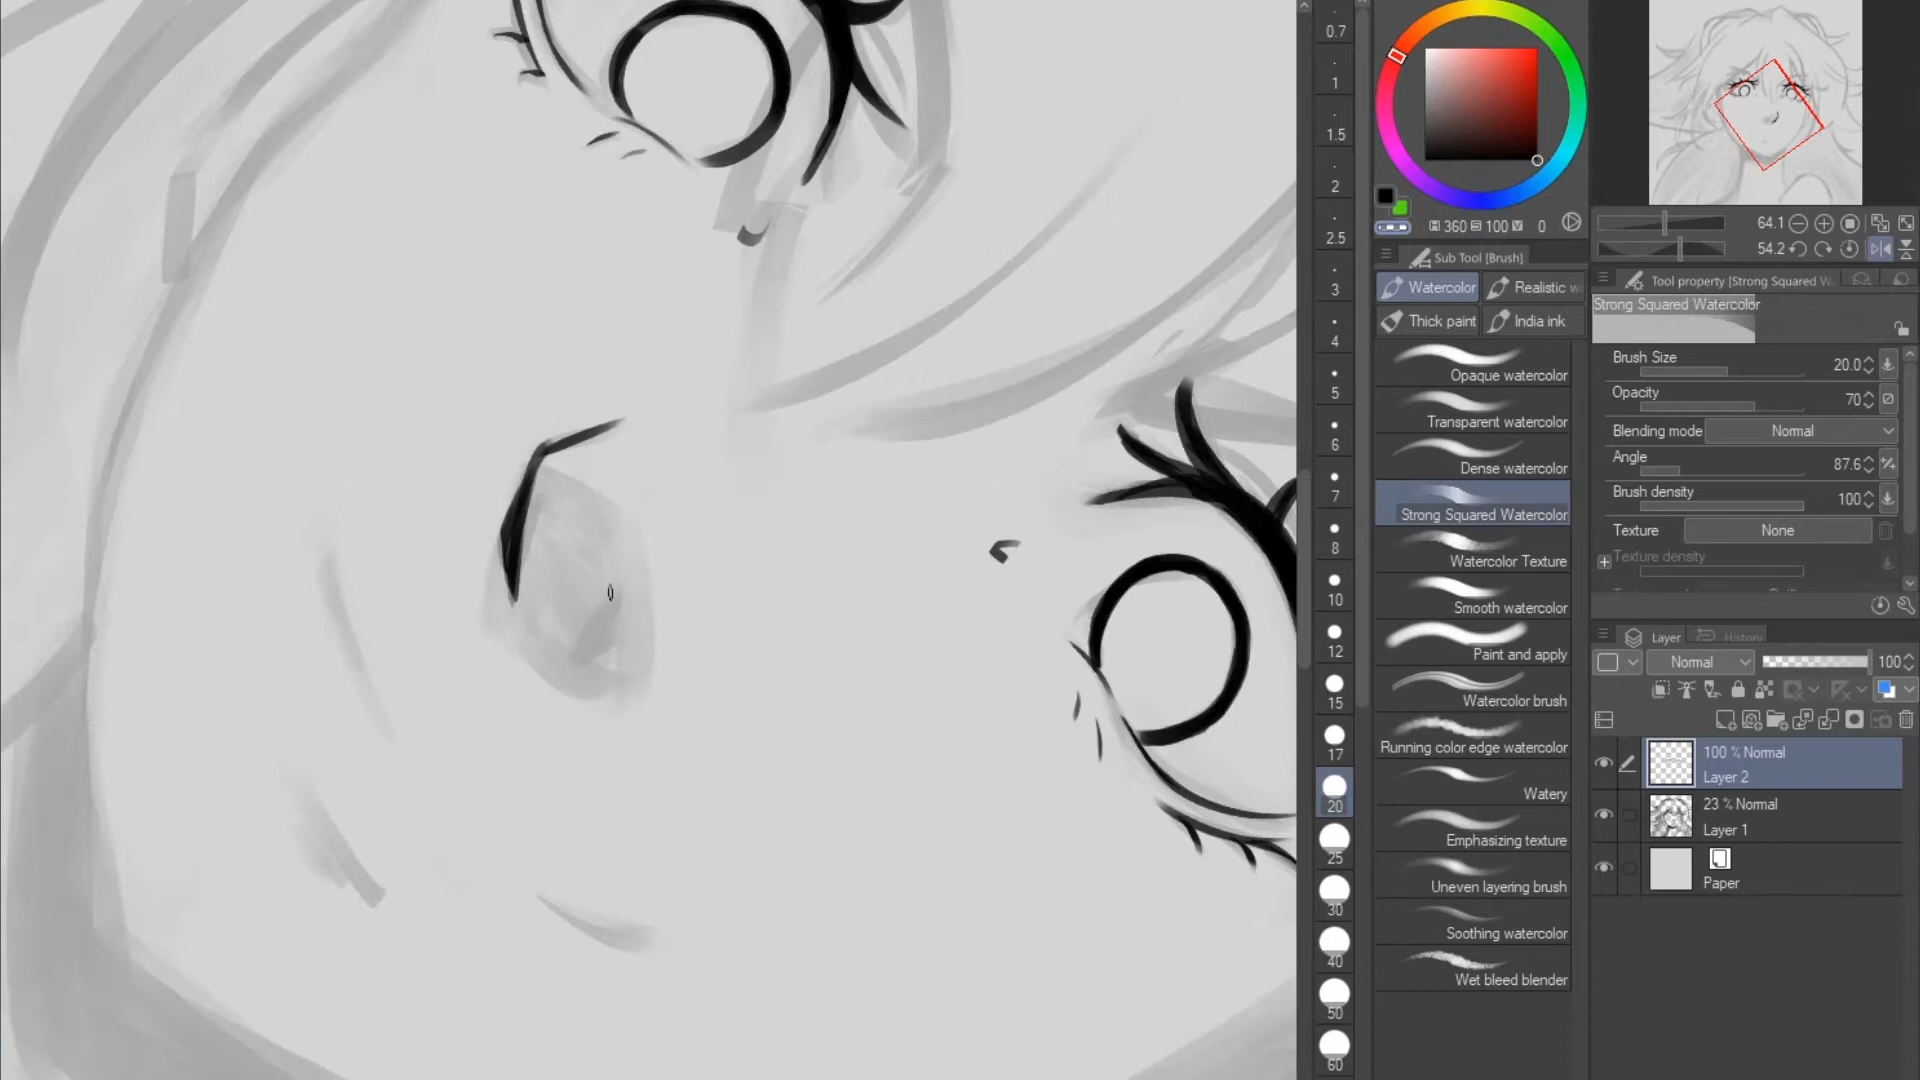 0.7
1
1.5
2
2.5
3
4
5
6
7
8
10
12
15
17
20
25
30
40
50
60
360 100 0
Sub Tool [Brush]
Watercolor
Realistic w
Thick paint
India ink
Opaque watercolor
Transparent watercolor
Dense watercolor
Strong Squared Watercolor
Watercolor Texture
Smooth watercolor
Paint and apply
Watercolor brush
Running color edge watercolor
Watery
Emphasizing texture
Uneven layering brush
Soothing watercolor
Wet bleed blender
64.1
54.2
Tool property [Strong Squared W
Strong Squared Watercolor
Brush Size 20.0
Opacity 70
Blending mode Normal
Angle 87.6
Brush density 100
Texture None
Texture density
Layer History
Normal 100
100 % Normal
Layer 2
23 % Normal
Layer 1
Paper